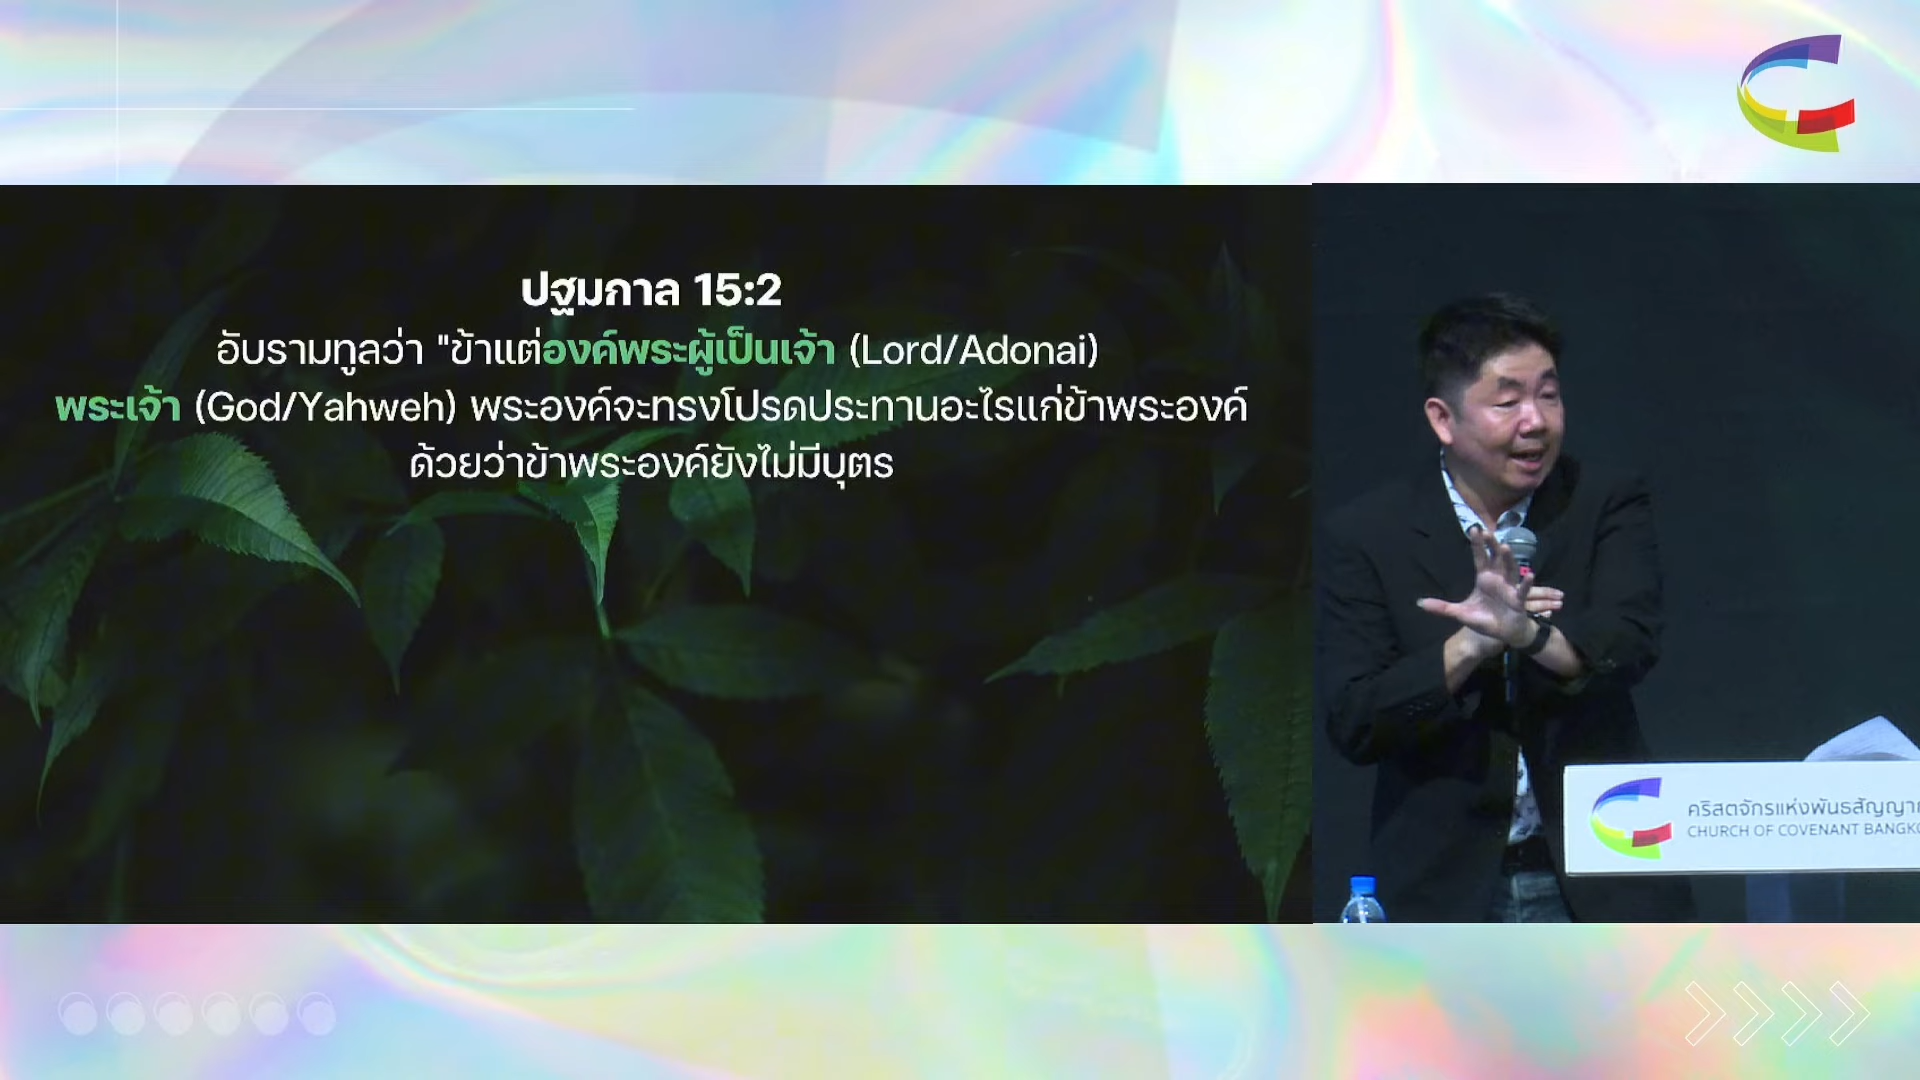 ปฐมกาล 15:2
อับรามทูลว่า "ข้าแต่องค์พระผู้เป็นเจ้า (Lord/Adonai)
พระเจ้า (God/Yahweh) พระองค์จะทรงโปรดประทานอะไรแก่ข้าพระองค์
ด้วยว่าข้าพระองค์ยังไม่มีบุตร
คริสตจักรแห่งพันธสัญญา
CHURCH OF COVENANT